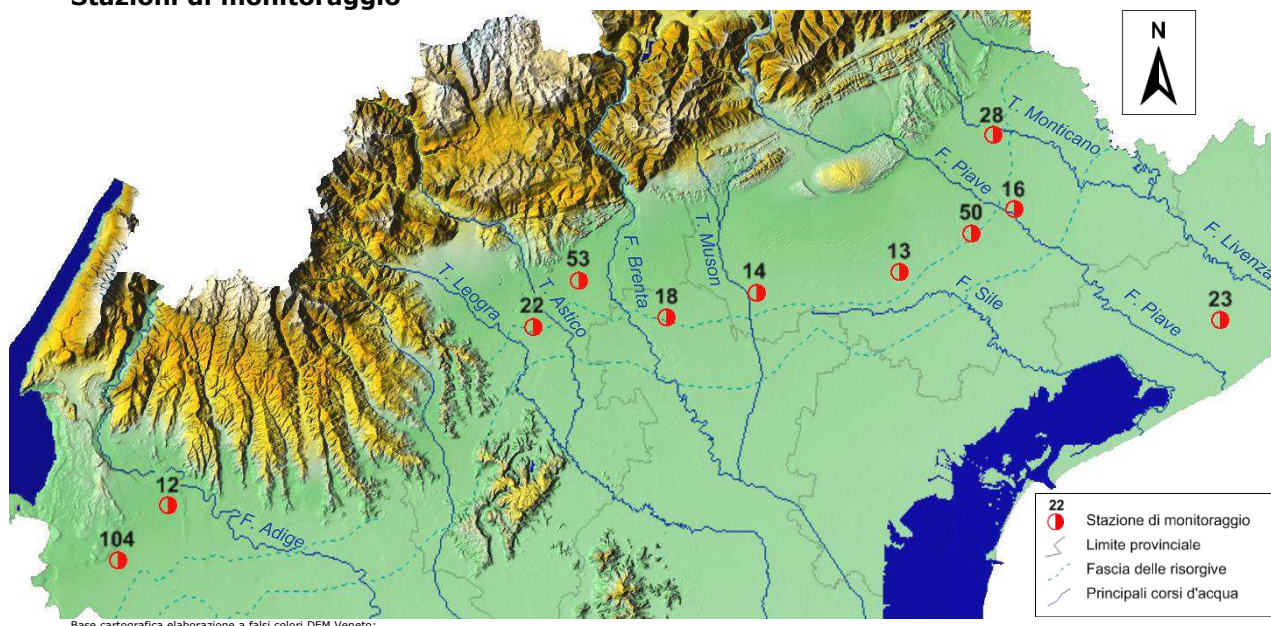 Stazioni di monitoraggio
N
28
T. Monticano
F. Piave
16
50
F. Livenza
53
F. Brenta
T. Muson
14
13
T. Leogra
T. Astico
22
18
F. Sile
F. Piave
23
12
F. Adige
104
22
Stazione di monitoraggio
Limite provinciale
Fascia delle risorgive
Principali corsi d'acqua
Base cartografica elaborazione a falsi colori DEM Veneto;